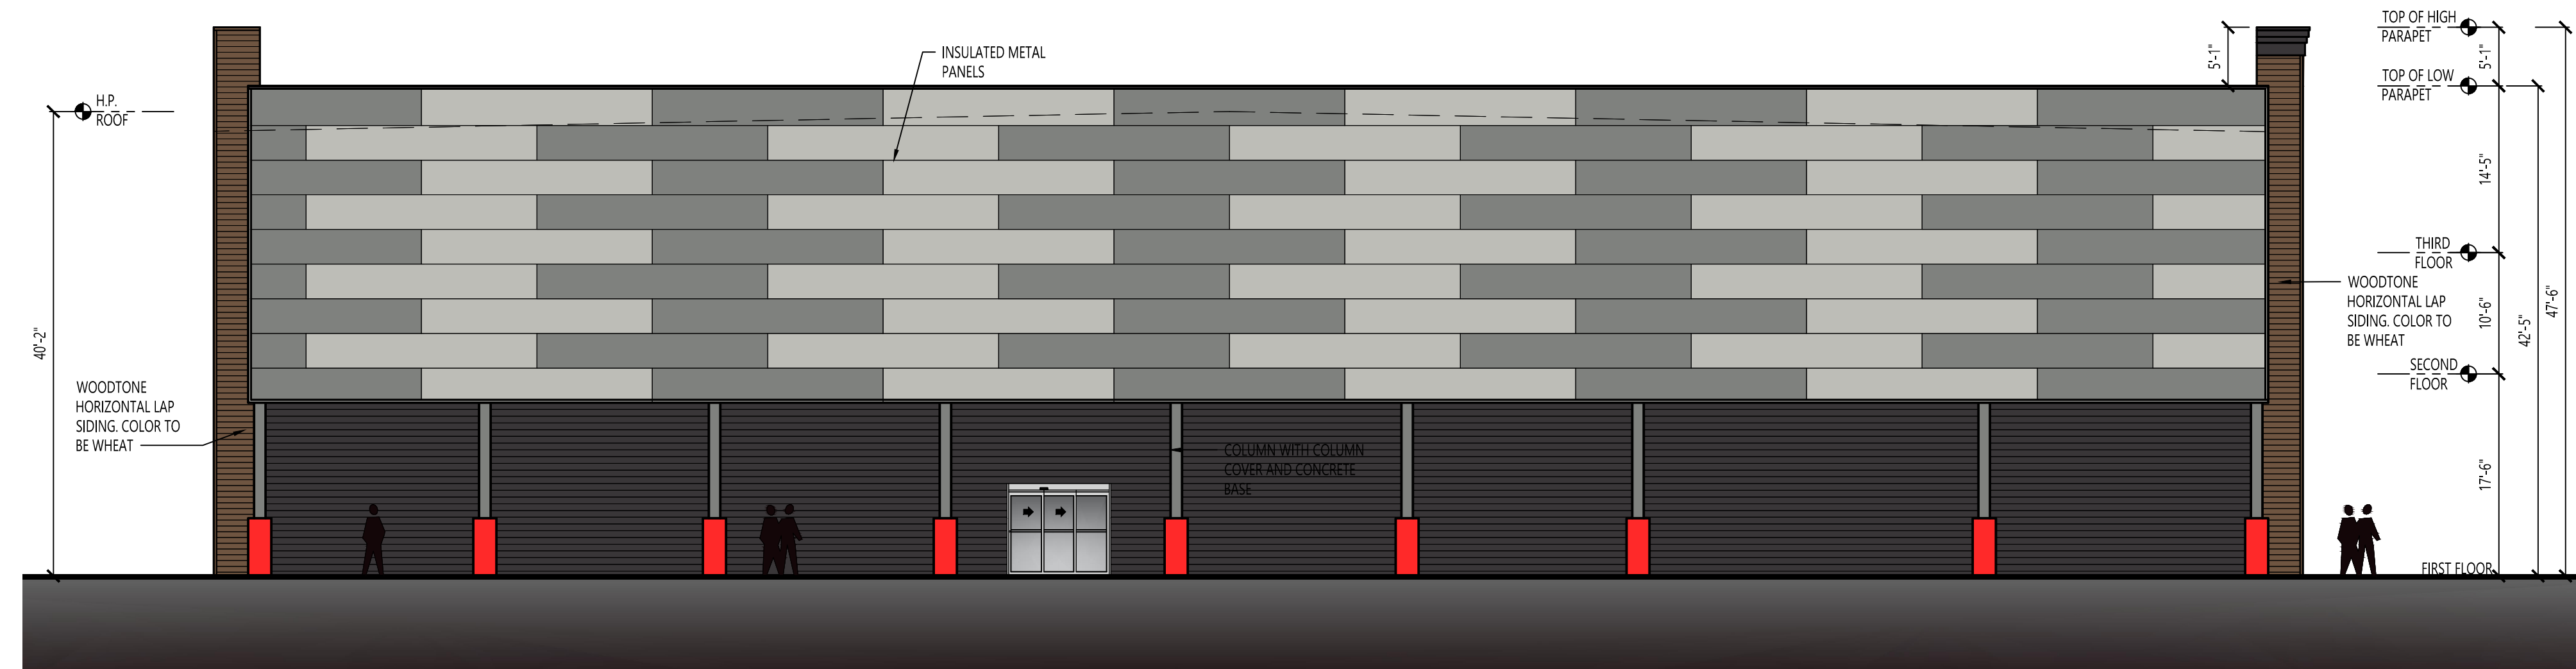 INSULATED METAL
PANELS
H.P.
ROOF
40'-2"
WOODTONE
HORIZONTAL LAP
SIDING. COLOR TO
BE WHEAT
COLUMN WITH COLUMN
COVER AND CONCRETE
BASE
5'-1"
TOP OF HIGH
PARAPET
5'-1"
TOP OF LOW
PARAPET
14'-5"
THIRD
FLOOR
WOODTONE
HORIZONTAL LAP
SIDING. COLOR TO
BE WHEAT
10'-6"
42'-5"
47'-6"
SECOND
FLOOR
17'-6"
FIRST FLOOR